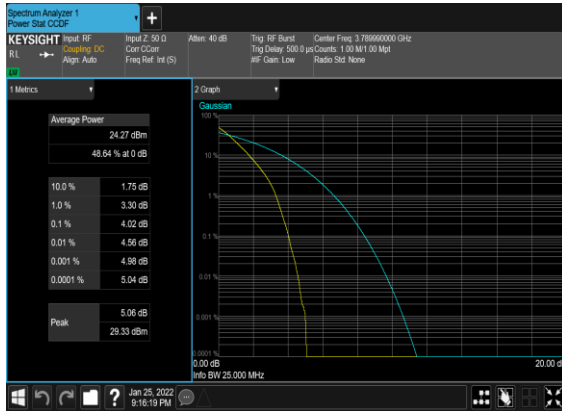 Spectrum Analyzer 1
Power Stat CCDF
KEYSIGHT
RL
LXI
Input: RF
Coupling: DC
Align: Auto
Input Z: 50 Ω
Corr CCorr
Freq Ref: Int (S)
Atten: 40 dB
Trig: RF Burst
Trig Delay: 500.0 µs
#IF Gain: Low
Center Freq: 3.789990000 GHz
Counts: 1.00 M/1.00 Mpt
Radio Std: None
1 Metrics
Average Power
24.27 dBm
48.64 % at 0 dB
10.0 % 1.75 dB
1.0 % 3.30 dB
0.1 % 4.02 dB
0.01 % 4.56 dB
0.001 % 4.98 dB
0.0001 % 5.04 dB
Peak
5.06 dB
29.33 dBm
2 Graph
Gaussian
100 %
10 %
1 %
0.1 %
0.01 %
0.001 %
0.0001 %
0.00 dB
20.00 d
Info BW 25.000 MHz
?
Jan 25, 2022
9:16:19 PM